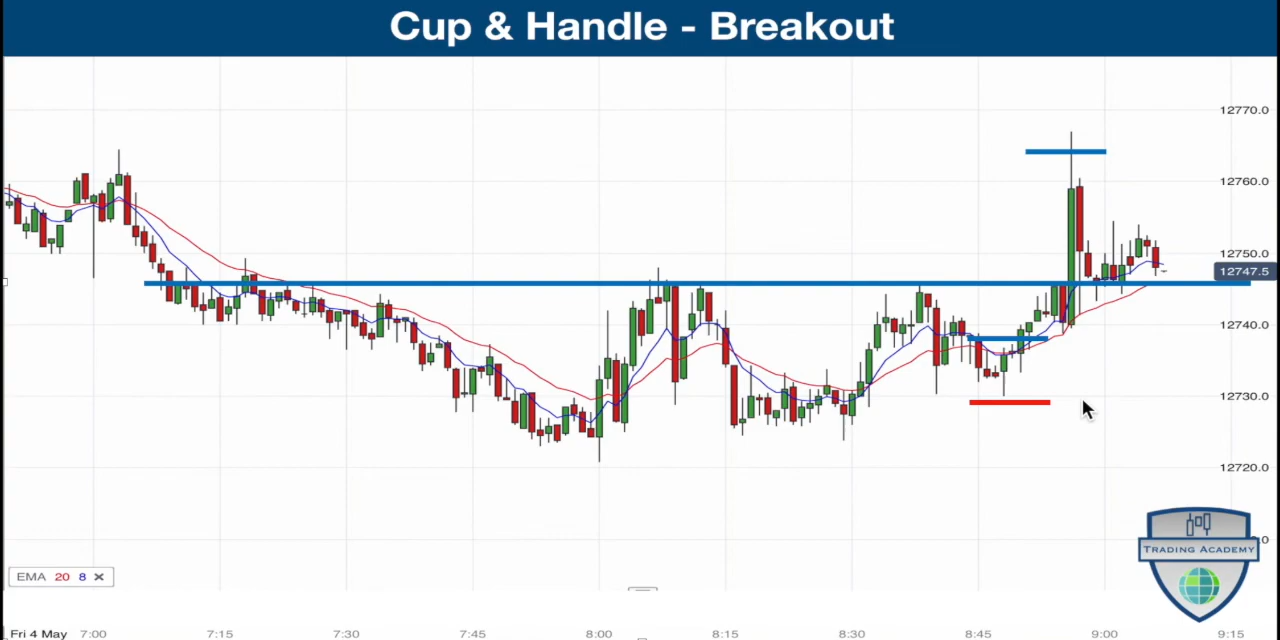 Cup & Handle - Breakout
12770.0
12760.0
12750.0
12747.5
12740.0
12730.0
12720.0
TRADING ACADEMY
EMA 20 8 ×
Fri 4 May 7:00 7:15 7:30 7:45 8:00 8:15 8:30 8:45 9:00 9:15